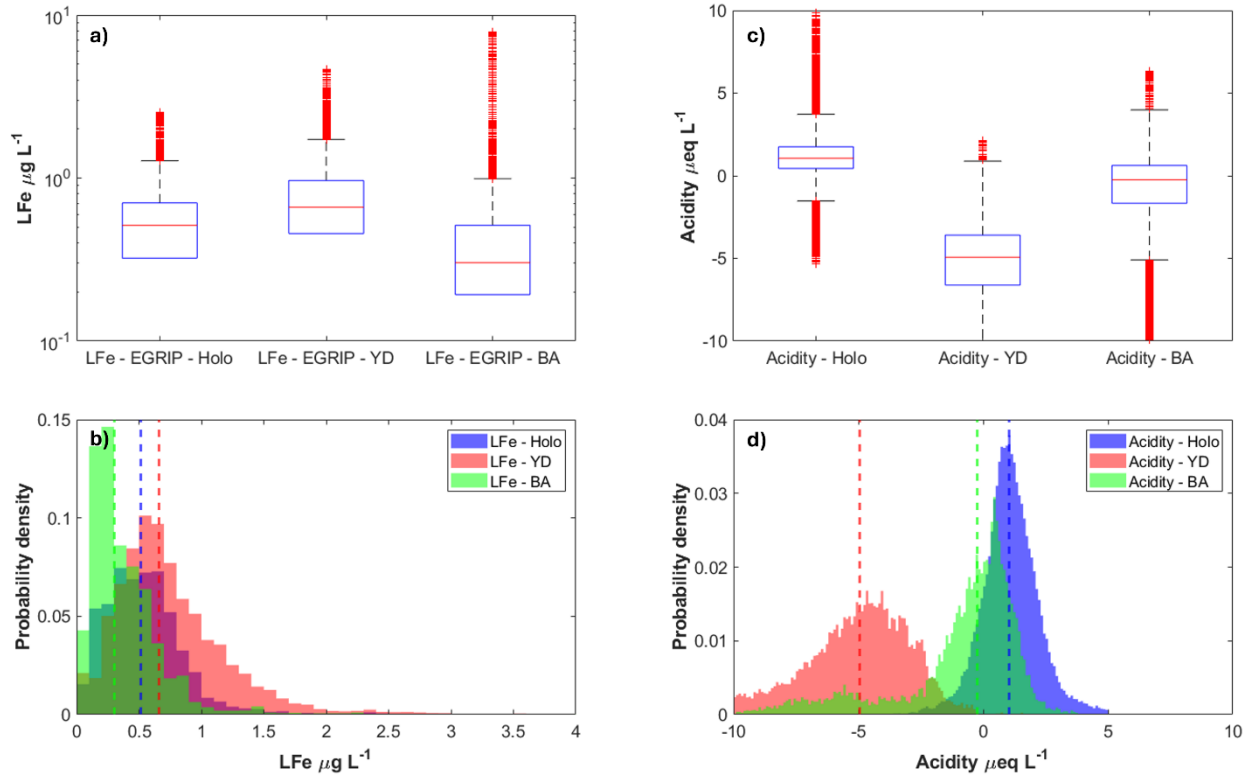 a)
LFe μg L⁻¹
10¹
10⁰
10⁻¹
LFe - EGRIP - Holo
LFe - EGRIP - YD
LFe - EGRIP - BA
c)
Acidity μeq L⁻¹
10
5
0
-5
-10
Acidity - Holo
Acidity - YD
Acidity - BA
b)
Probability density
0.15
0.1
0.05
0
LFe - Holo
LFe - YD
LFe - BA
0 0.5 1 1.5 2 2.5 3 3.5 4
LFe μg L⁻¹
d)
Probability density
0.04
0.03
0.02
0.01
0
Acidity - Holo
Acidity - YD
Acidity - BA
-10 -5 0 5 10
Acidity μeq L⁻¹